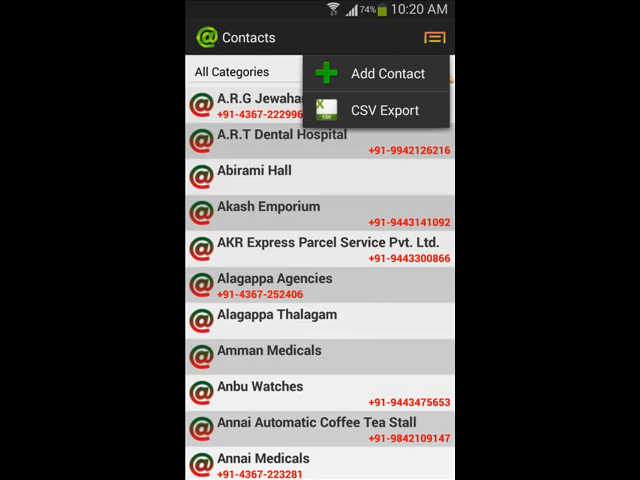 74% 10:20 AM
Contacts
Add Contact
All Categories
CSV Export
A.R.G Jewahar
+91-4367-222996
A.R.T Dental Hospital
+91-9942126216
Abirami Hall
Akash Emporium
+91-9443141092
AKR Express Parcel Service Pvt. Ltd.
+91-9443300866
Alagappa Agencies
+91-4367-252406
Alagappa Thalagam
Amman Medicals
Anbu Watches
+91-9443475653
Annai Automatic Coffee Tea Stall
+91-9842109147
Annai Medicals
+91-4367-223281